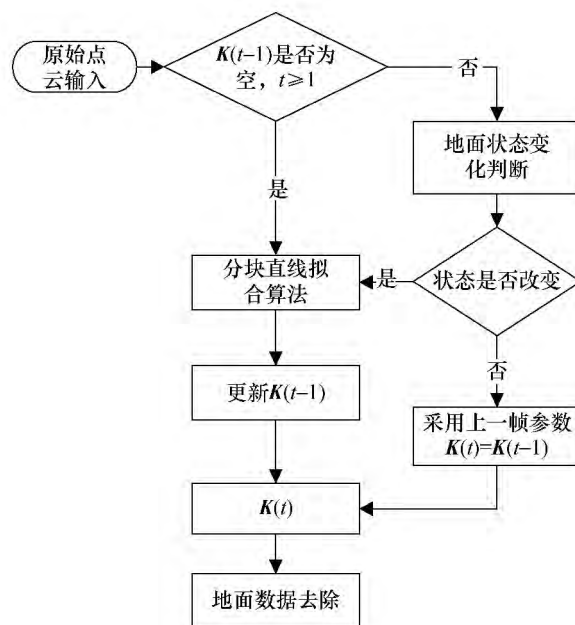 原始点
云输入
K(t−1)是否为
空，t⩾1
否
是
地面状态变
化判断
分块直线拟
合算法
是
状态是否改变
否
更新K(t−1)
采用上一帧参数
K(t)=K(t−1)
K(t)
地面数据去除